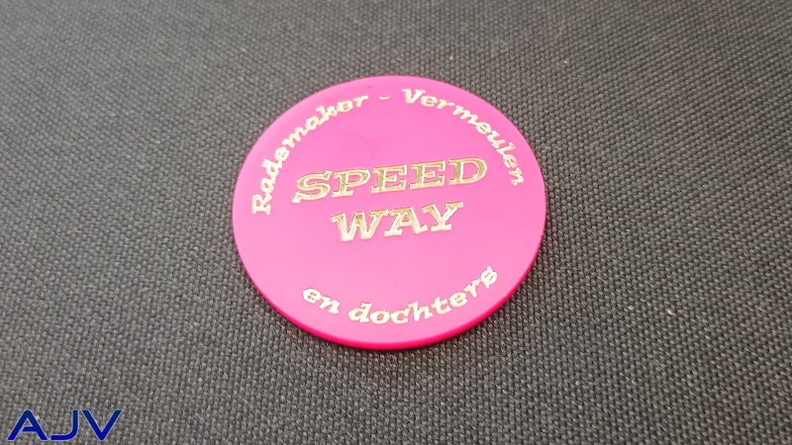 Rademaker - Vermeulen
SPEED
WAY
en dochters
AJV